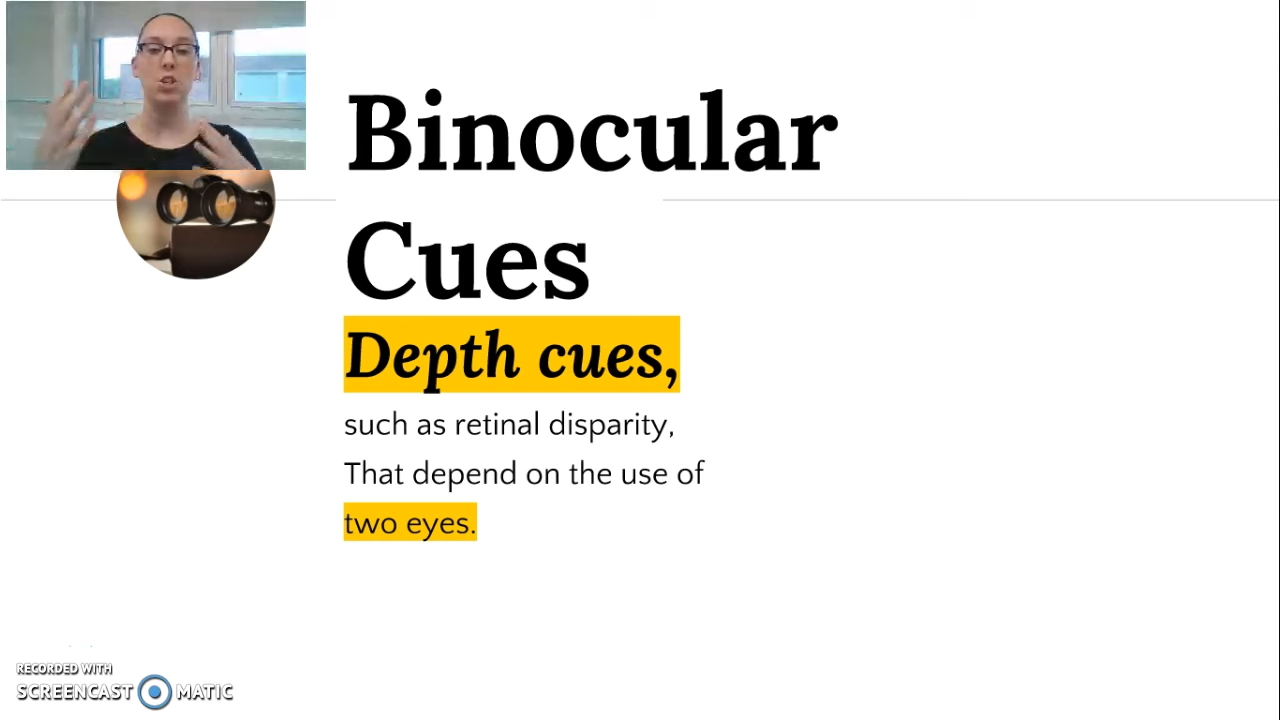 Binocular
Cues
Depth cues,
such as retinal disparity,
That depend on the use of
two eyes.
RECORDED WITH
SCREENCAST MATIC